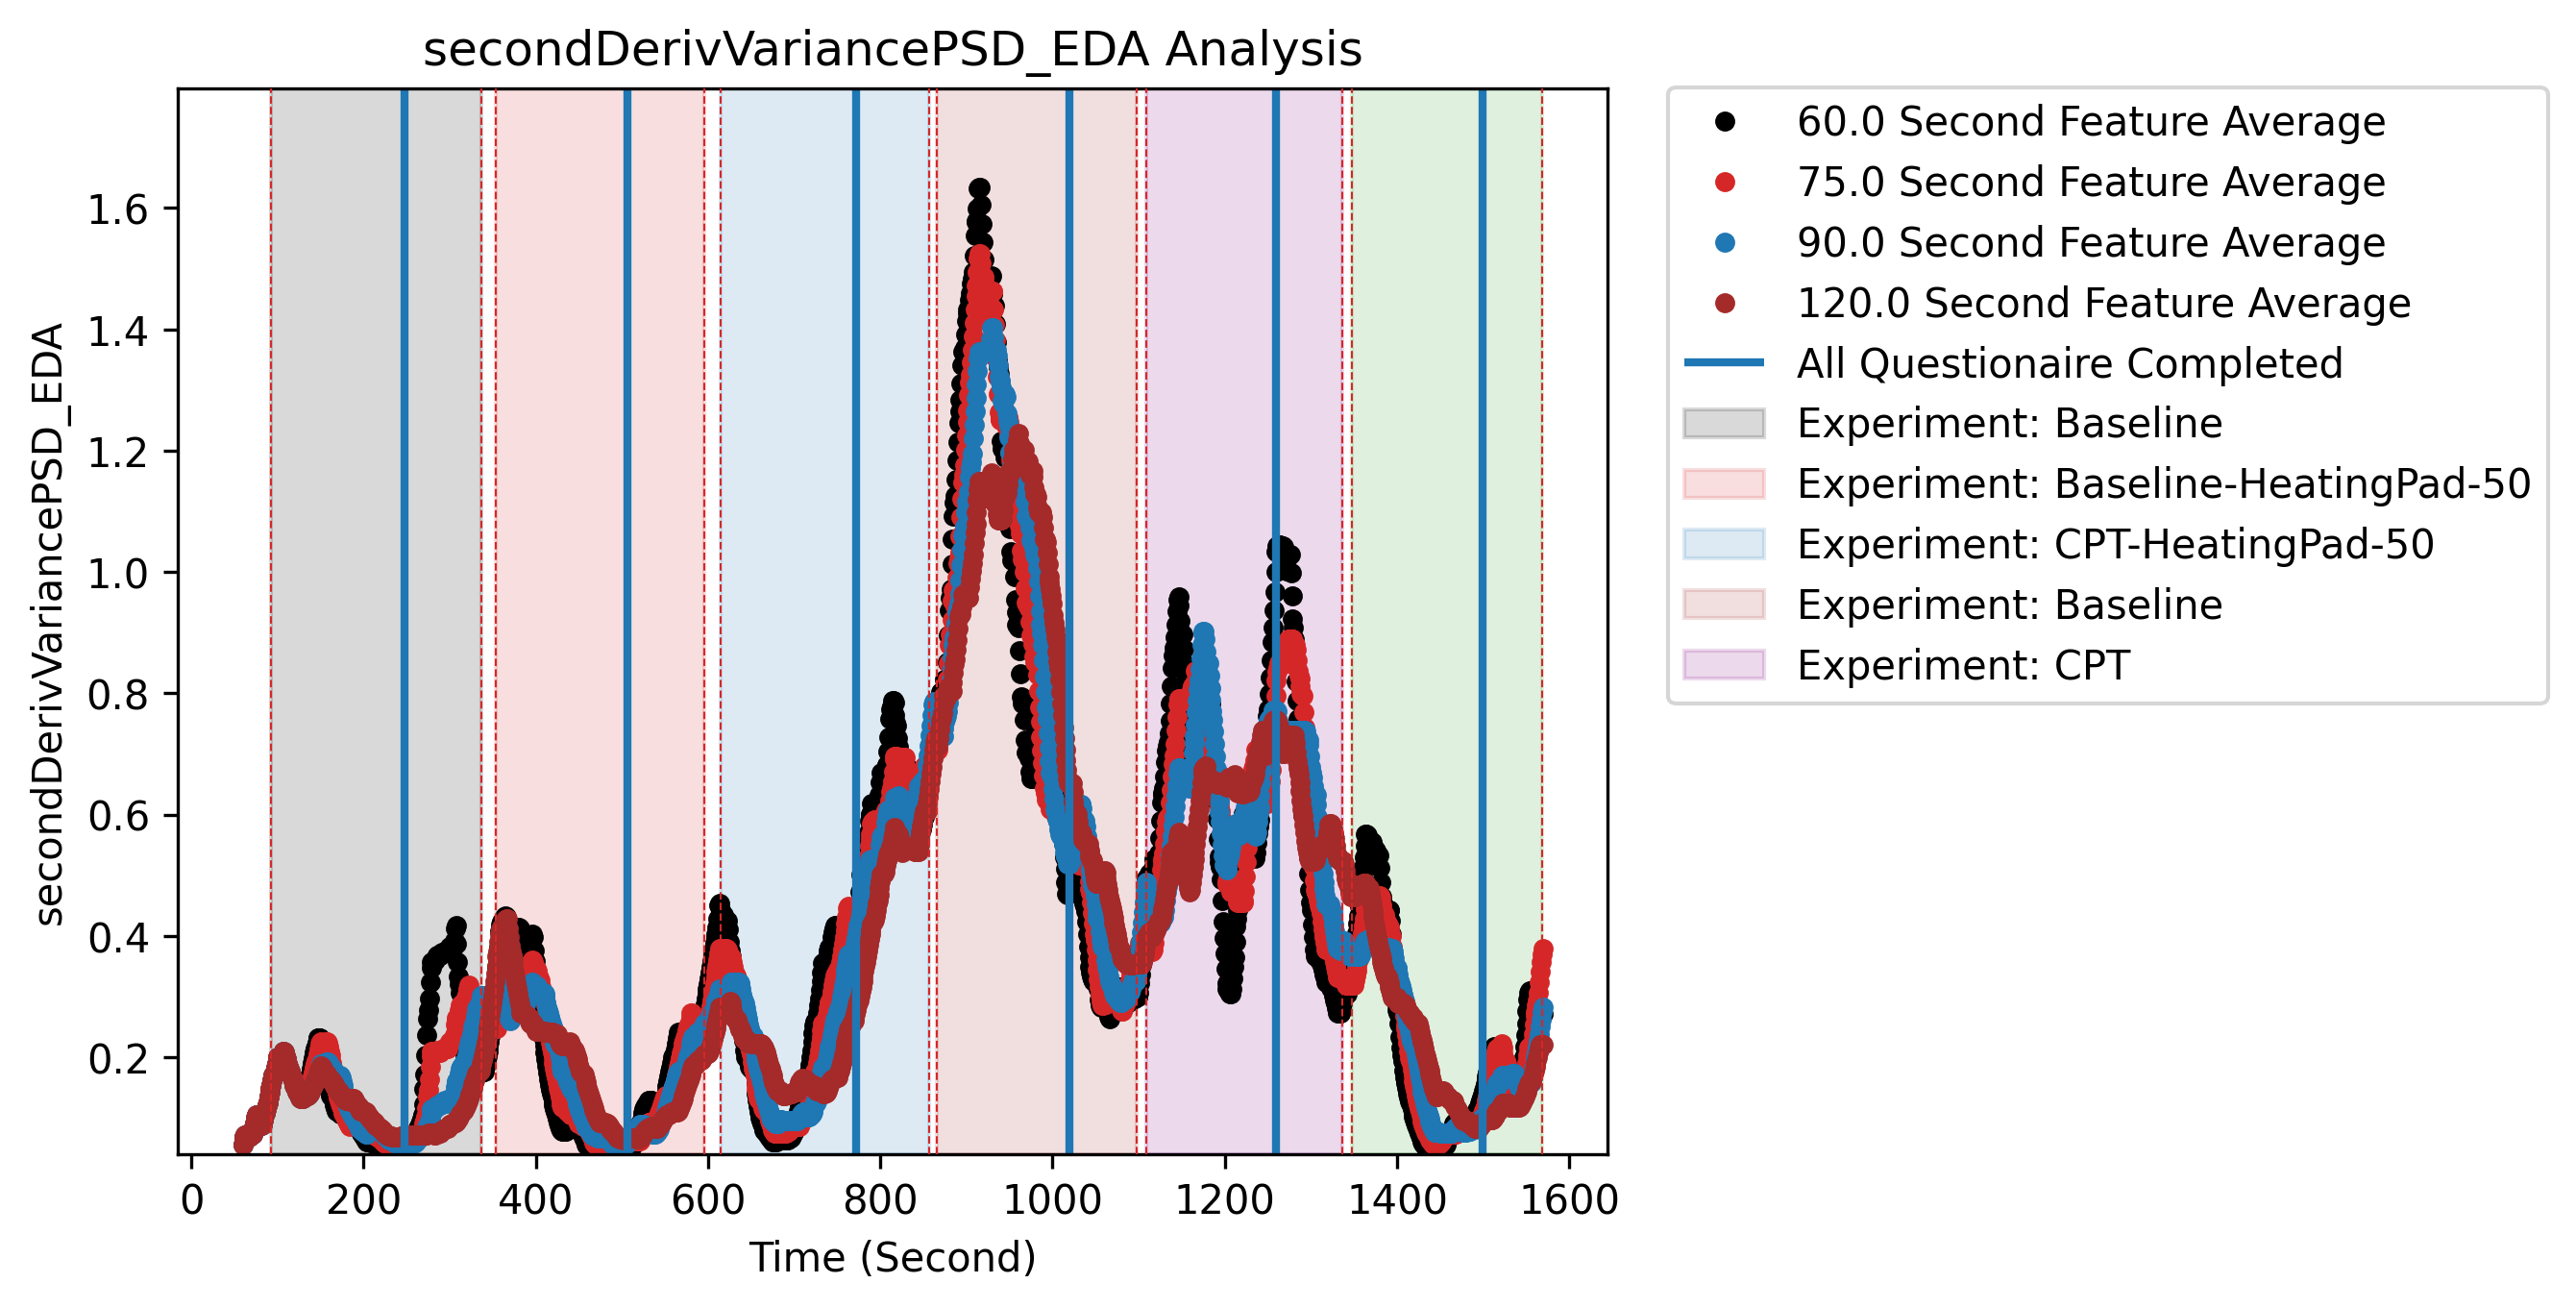 secondDerivVariancePSD_EDA Analysis
secondDerivVariancePSD_EDA
1.6
1.4
1.2
1.0
0.8
0.6
0.4
0.2
0 200 400 600 800 1000 1200 1400 1600
Time (Second)
60.0 Second Feature Average
75.0 Second Feature Average
90.0 Second Feature Average
120.0 Second Feature Average
All Questionaire Completed
Experiment: Baseline
Experiment: Baseline-HeatingPad-50
Experiment: CPT-HeatingPad-50
Experiment: Baseline
Experiment: CPT